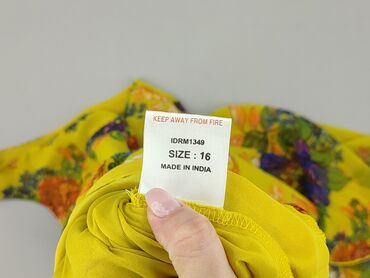 KEEP AWAY FROM FIRE
IDRM1349
SIZE : 16
MADE IN INDIA